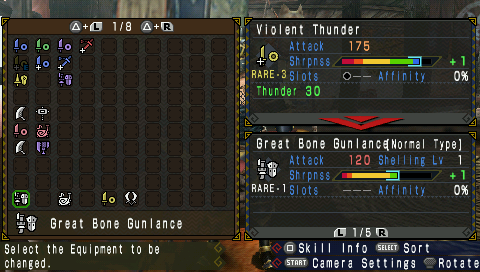 △+L 1/8 △+R
Great Bone Gunlance
Select the Equipment to be
changed.
Violent Thunder
Attack 175
Shrpnss +1
RARE-3 Slots ○-- Affinity 0%
Thunder 30
Great Bone Gunlance[Normal Type]
Attack 120 Shelling Lv 1
Shrpnss +1
RARE-1 Slots --- Affinity 0%
L 1/5 R
□ Skill Info SELECT Sort
START Camera Settings Rotate